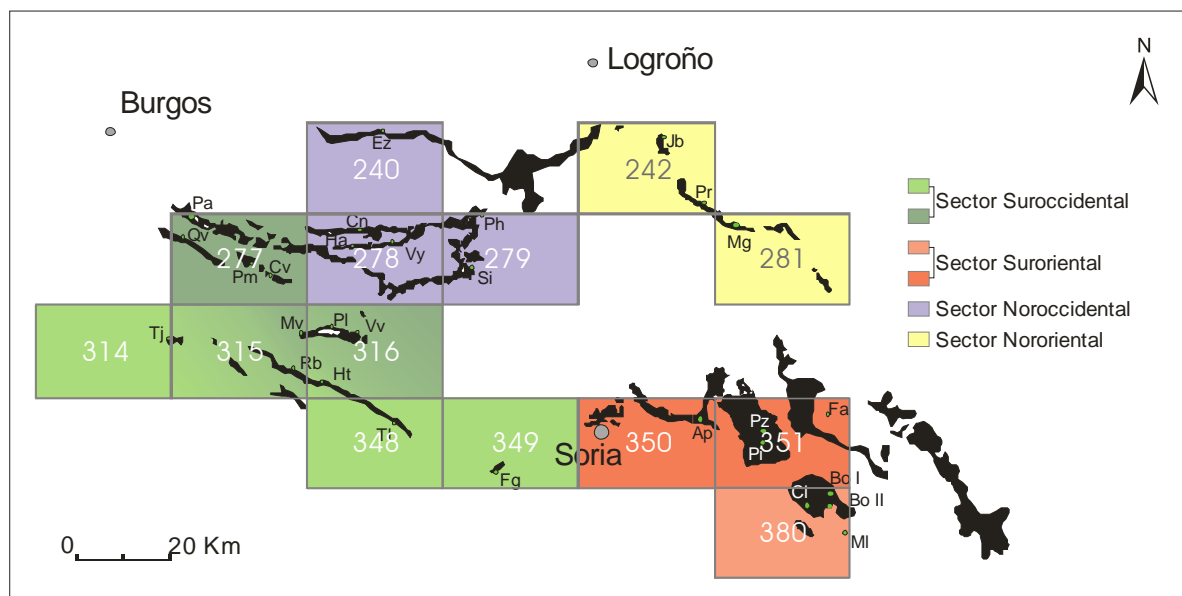 Logroño
N
Burgos
Ez
Jb
240
242
Pr
Sector Suroccidental
Pa
Cn
Ph
Qv
Ha
Vy
Mg
277
278
279
281
Sector Suroriental
Pm
Cv
Si
Sector Noroccidental
Sector Nororiental
Tj
Mv
Pl
Vv
314
315
316
Rb
Ht
Fa
Ap
Pz
348
349
350
351
Soria
Pi
Fg
Bo I
Ci
Bo II
380
Ml
0
20 Km